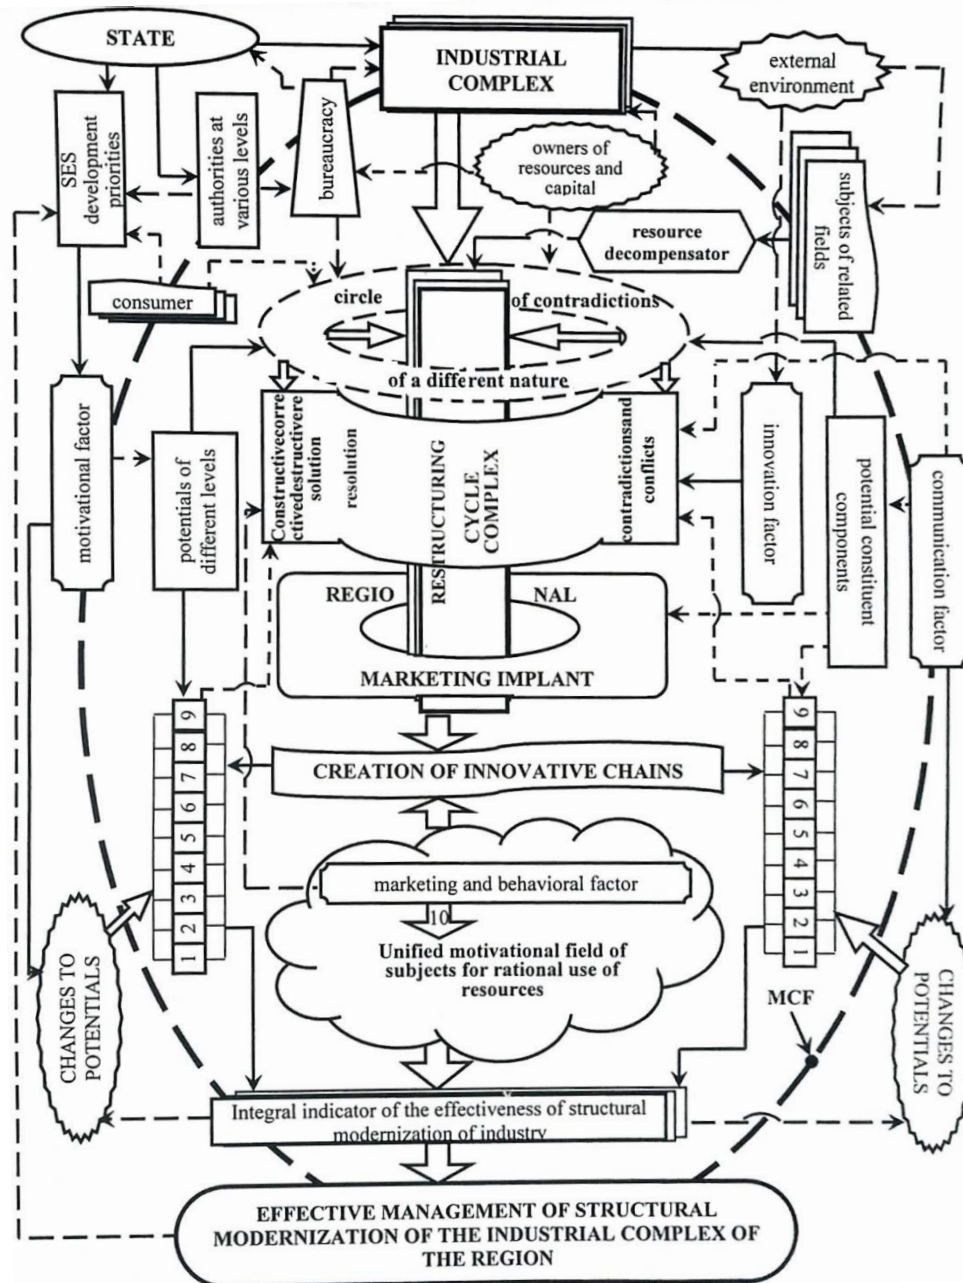 STATE
INDUSTRIAL
COMPLEX
external
environment
SES
development
priorities
authorities at
various levels
bureaucracy
owners of
resources and
capital
subjects of related
fields
resource
decompensator
consumer
circle
of contradictions
of a different nature
motivational factor
potentials of
different levels
Constructivecorre
ctivedestructivere
solution
resolution
RESTRUCTURING
CYCLE
COMPLEX
contradictionsand
conflicts
innovation factor
potential constituent
components
communication factor
REGIO
NAL
MARKETING IMPLANT
9
8
7
6
5
4
3
2
1
CREATION OF INNOVATIVE CHAINS
9
8
7
6
5
4
3
2
1
marketing and behavioral factor
10
Unified motivational field of
subjects for rational use of
resources
MCF
CHANGES TO
POTENTIALS
CHANGES TO
POTENTIALS
Integral indicator of the effectiveness of structural
modernization of industry
EFFECTIVE MANAGEMENT OF STRUCTURAL
MODERNIZATION OF THE INDUSTRIAL COMPLEX OF
THE REGION